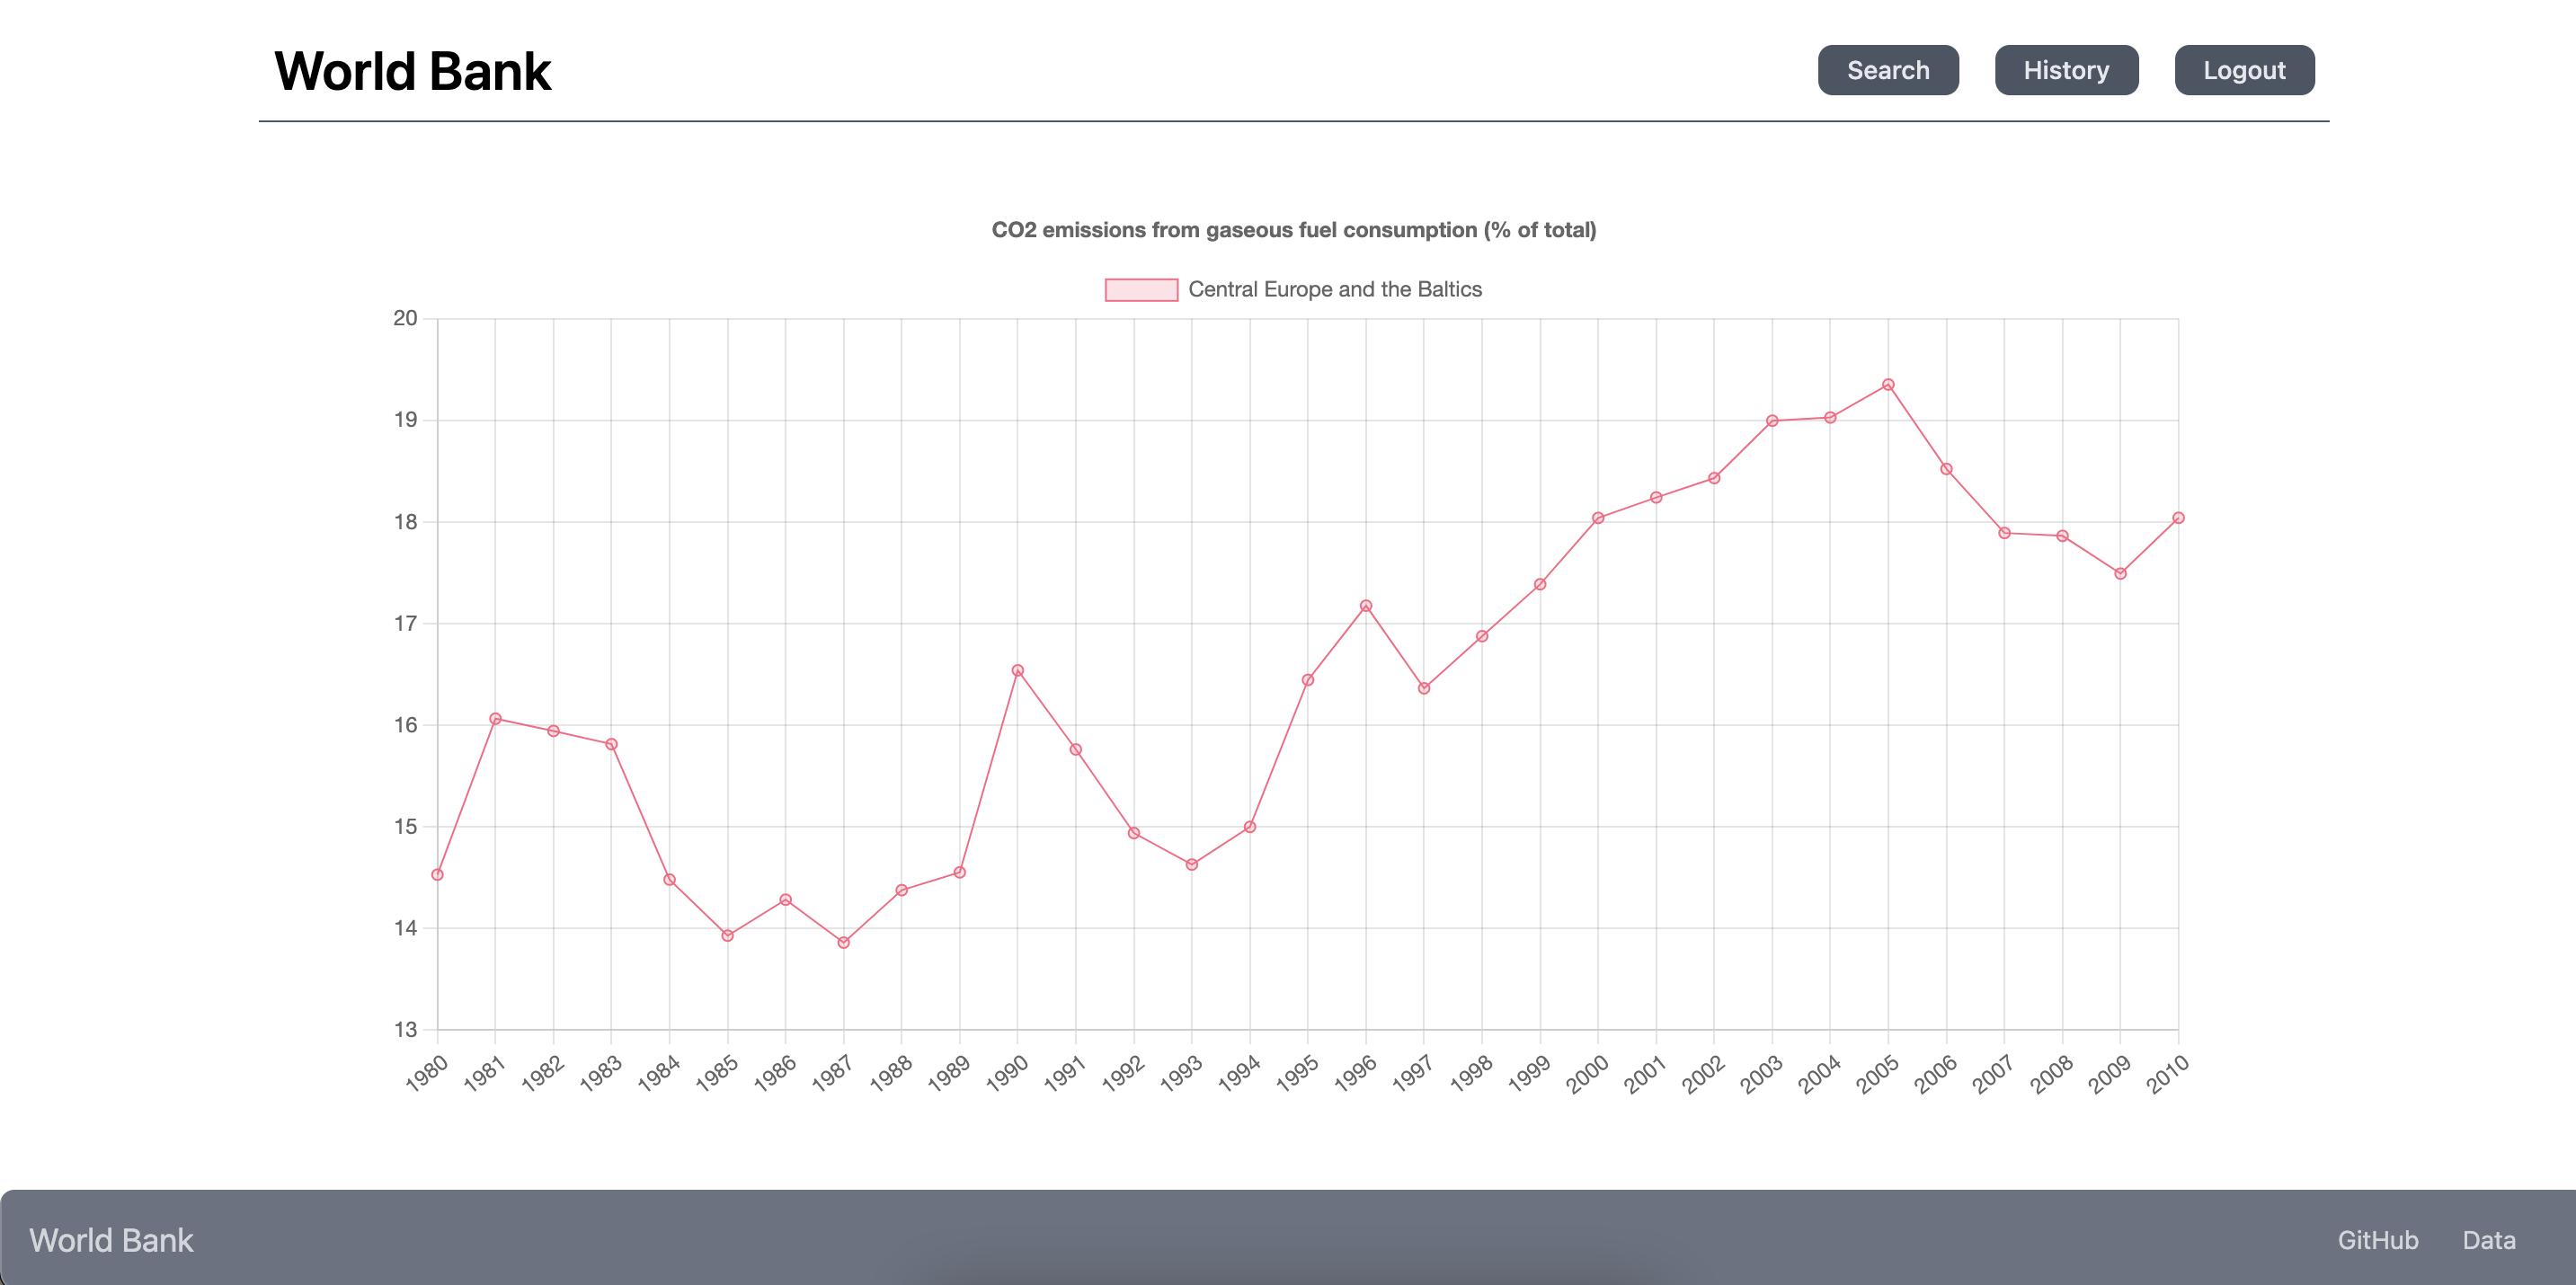 World Bank
Search
History
Logout
CO2 emissions from gaseous fuel consumption (% of total)
Central Europe and the Baltics
20
19
18
17
16
15
14
13
1980 1981 1982 1983 1984 1985 1986 1987 1988 1989 1990 1991 1992 1993 1994 1995 1996 1997 1998 1999 2000 2001 2002 2003 2004 2005 2006 2007 2008 2009 2010
World Bank
GitHub
Data